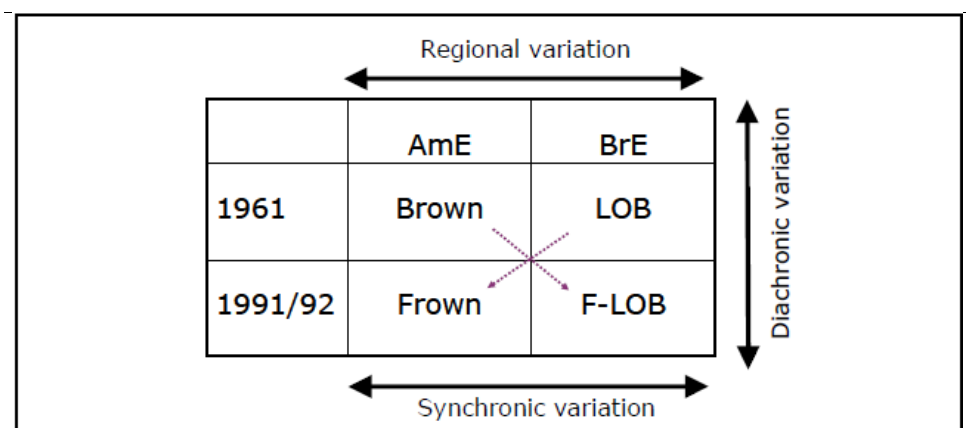 Regional variation
AmE BrE
1961 Brown LOB
1991/92 Frown F-LOB
Diachronic variation
Synchronic variation